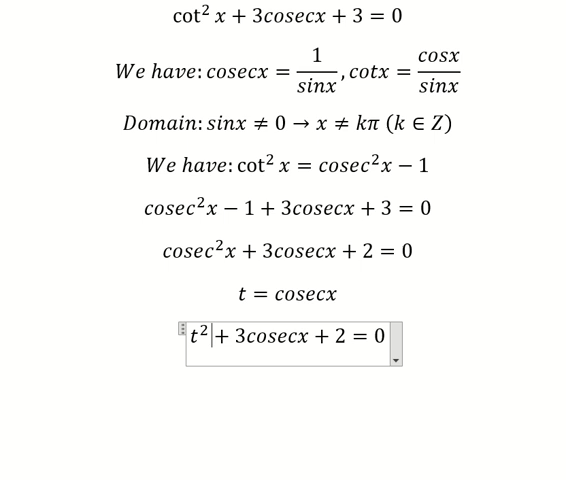 cot² x + 3cosecx + 3 = 0
We have: cosecx = 1/sinx, cotx = cosx/sinx
Domain: sinx ≠ 0 → x ≠ kπ (k ∈ Z)
We have: cot² x = cosec²x − 1
cosec²x − 1 + 3cosecx + 3 = 0
cosec²x + 3cosecx + 2 = 0
t = cosecx
t² + 3cosecx + 2 = 0